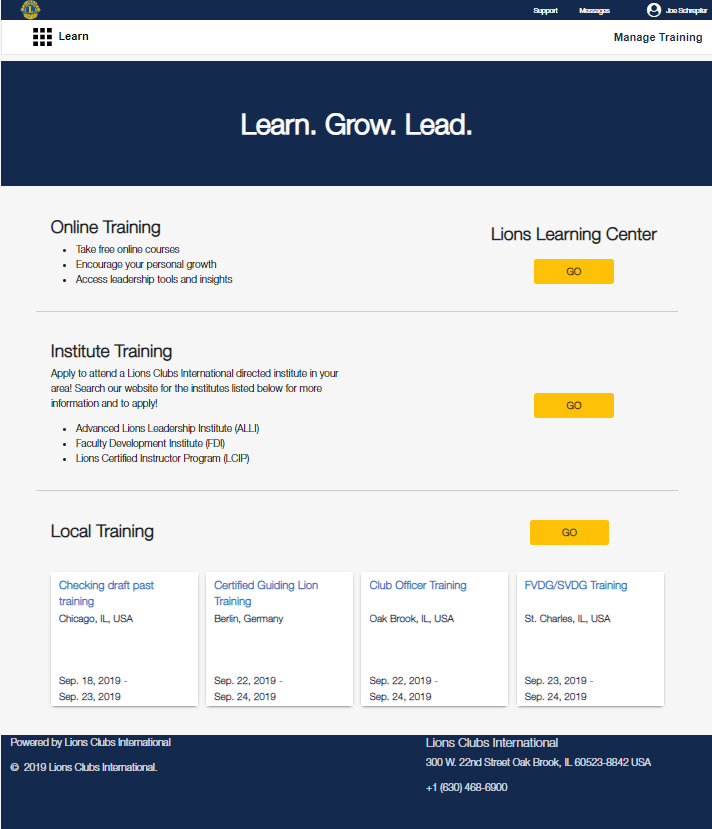 Support Messages Joe Schrepfer
Learn Manage Training
Learn. Grow. Lead.
Online Training
• Take free online courses
• Encourage your personal growth
• Access leadership tools and insights
Lions Learning Center
GO
Institute Training
Apply to attend a Lions Clubs International directed institute in your
area! Search our website for the institutes listed below for more
information and to apply!
• Advanced Lions Leadership Institute (ALLI)
• Faculty Development Institute (FDI)
• Lions Certified Instructor Program (LCIP)
GO
Local Training
GO
Checking draft past
training
Chicago, IL, USA
Sep. 18, 2019 -
Sep. 23, 2019
Certified Guiding Lion
Training
Berlin, Germany
Sep. 22, 2019 -
Sep. 24, 2019
Club Officer Training
Oak Brook, IL, USA
Sep. 22, 2019 -
Sep. 24, 2019
FVDG/SVDG Training
St. Charles, IL, USA
Sep. 23, 2019 -
Sep. 24, 2019
Powered by Lions Clubs International
© 2019 Lions Clubs International.
Lions Clubs International
300 W. 22nd Street Oak Brook, IL 60523-8842 USA
+1 (630) 468-6900